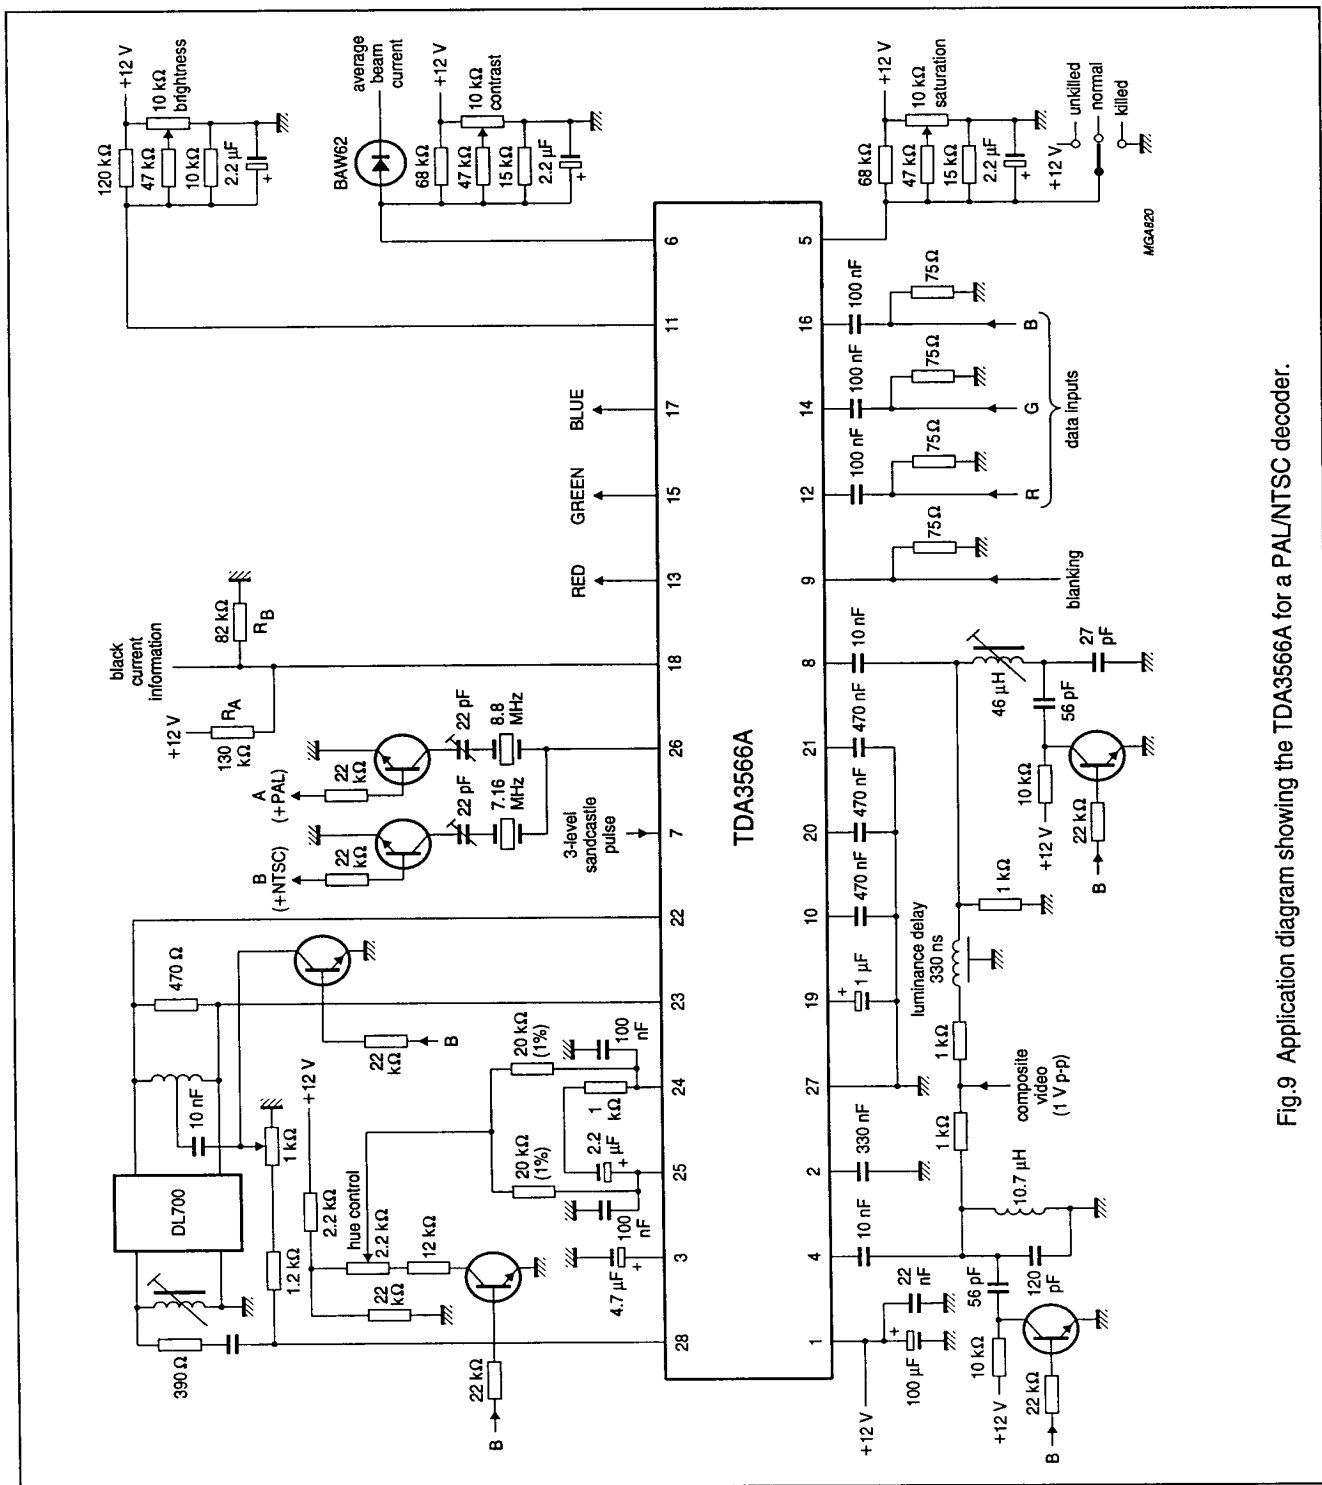 +12 V
10 kΩ
brightness
120 kΩ
47 kΩ
10 kΩ
2.2 µF
+
average
beam
current
BAW62
+12 V
10 kΩ
contrast
68 kΩ
47 kΩ
15 kΩ
2.2 µF
+
+12 V
10 kΩ
saturation
68 kΩ
47 kΩ
15 kΩ
2.2 µF
+
+12 V
unkilled
normal
killed
MGA820
black
current
information
+12 V
RA
130
kΩ
82 kΩ
RB
A
(+PAL)
22
kΩ
22 pF
8.8
MHz
B
(+NTSC)
22
kΩ
22 pF
7.16
MHz
3-level
sandcastle
pulse
RED
GREEN
BLUE
470 Ω
10 nF
1 kΩ
DL700
390 Ω
1.2 kΩ
22
kΩ
B
+12 V
2.2 kΩ
hue control
2.2 kΩ
12 kΩ
22
kΩ
22 kΩ
B
20 kΩ
(1%)
20 kΩ
(1%)
100
nF
1
kΩ
2.2
µF
+
100
nF
4.7 µF
+
28
3
25
24
23
22
7
26
18
13
15
17
11
6
TDA3566A
1
4
2
27
19
10
20
21
8
9
12
14
16
5
+12 V
100 µF
+
22
nF
10 nF
330 nF
1 µF
+
470 nF
470 nF
470 nF
10 nF
100 nF
100 nF
100 nF
75 Ω
75 Ω
75 Ω
75 Ω
blanking
R
G
B
data inputs
56 pF
120
pF
10.7 µH
10 kΩ
+12 V
22 kΩ
B
1 kΩ
composite
video
(1 V p-p)
1 kΩ
luminance delay
330 ns
1 kΩ
46 µH
56 pF
27
pF
10 kΩ
+12 V
22 kΩ
B
Fig.9 Application diagram showing the TDA3566A for a PAL/NTSC decoder.